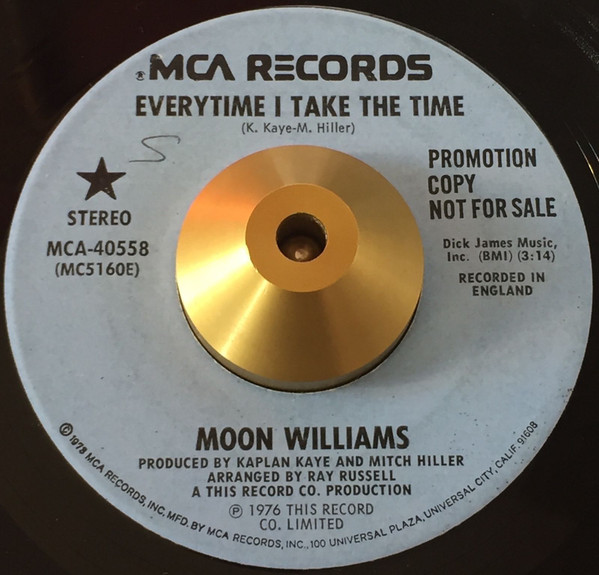 MCA RECORDS
EVERYTIME I TAKE THE TIME
(K. Kaye-M. Hiller)
S
STEREO
MCA-40558
(MC5160E)
PROMOTION
COPY
NOT FOR SALE
Dick James Music,
Inc. (BMI) (3:14)
RECORDED IN
ENGLAND
MOON WILLIAMS
PRODUCED BY KAPLAN KAYE AND MITCH HILLER
ARRANGED BY RAY RUSSELL
A THIS RECORD CO. PRODUCTION
℗ 1976 THIS RECORD
CO. LIMITED
© 1973 MCA RECORDS, INC. MFD. BY MCA RECORDS, INC., 100 UNIVERSAL PLAZA, UNIVERSAL CITY, CALIF. 91608